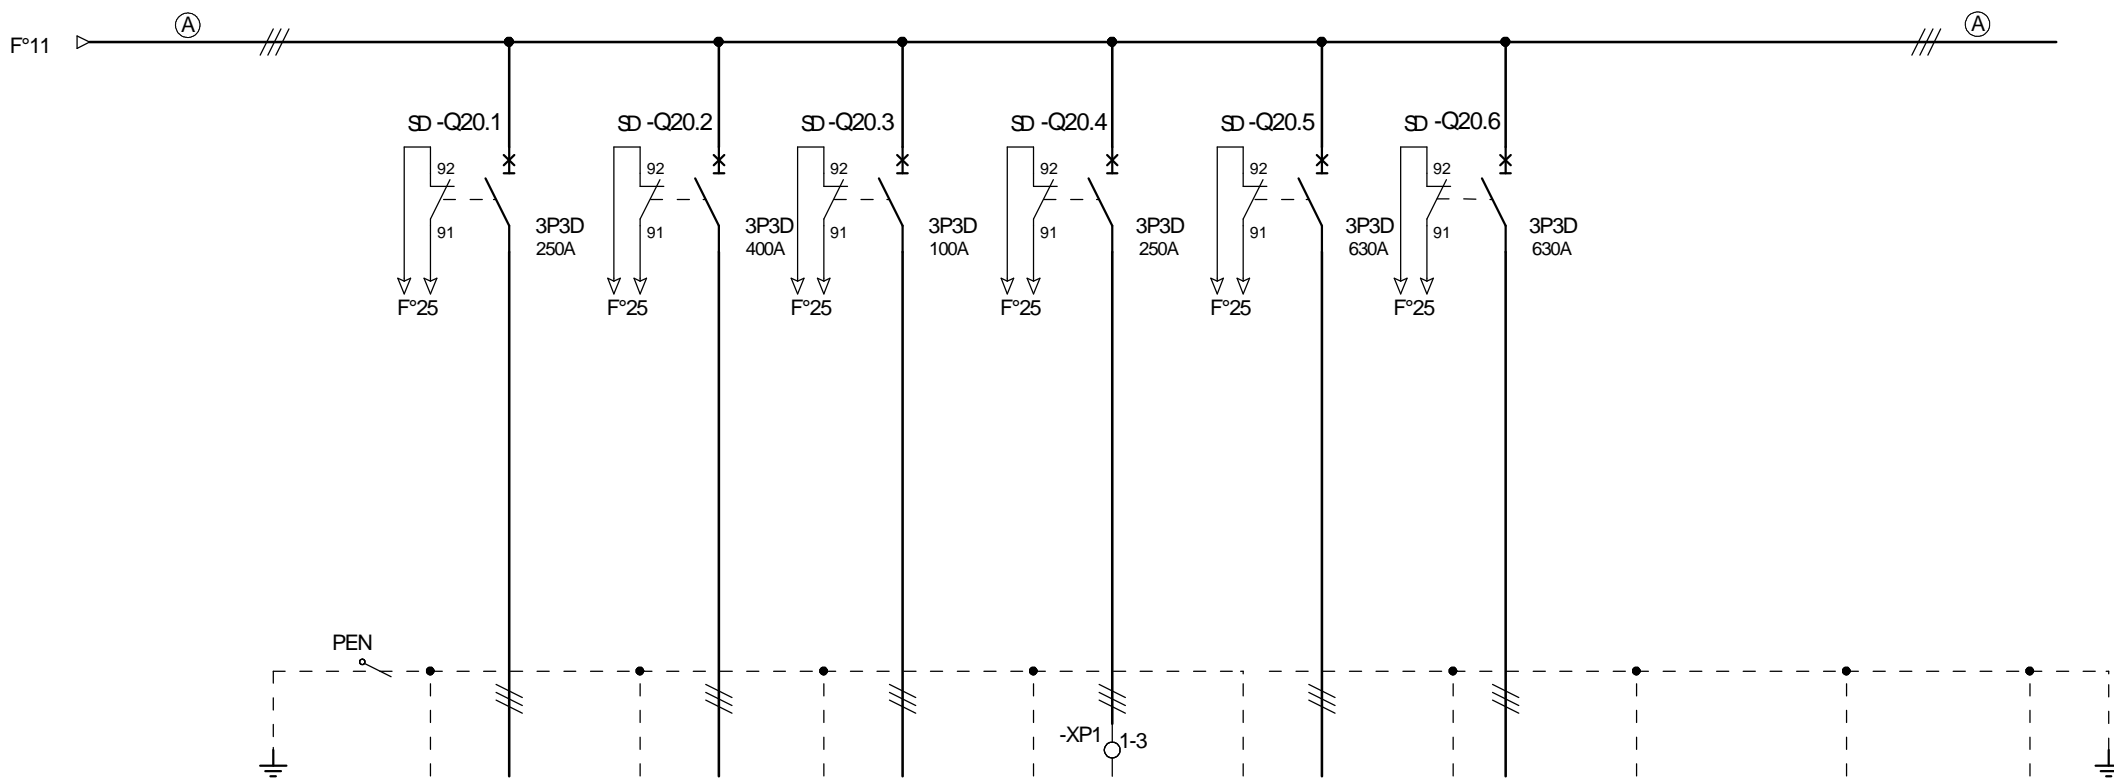 A
A
F°11
SD -Q20.1
SD -Q20.2
SD -Q20.3
SD -Q20.4
SD -Q20.5
SD -Q20.6
92
92
92
92
92
92
91
3P3D
91
3P3D
91
3P3D
91
3P3D
91
3P3D
91
3P3D
250A
400A
100A
250A
630A
630A
F°25
F°25
F°25
F°25
F°25
F°25
PEN
-XP1
1-3